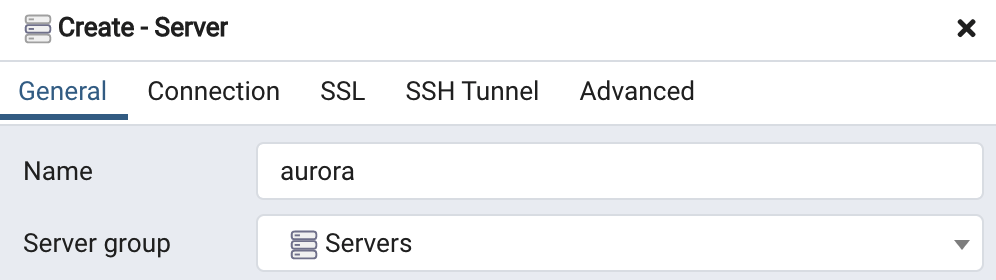 Create - Server
General Connection SSL SSH Tunnel Advanced
Name aurora
Server group Servers